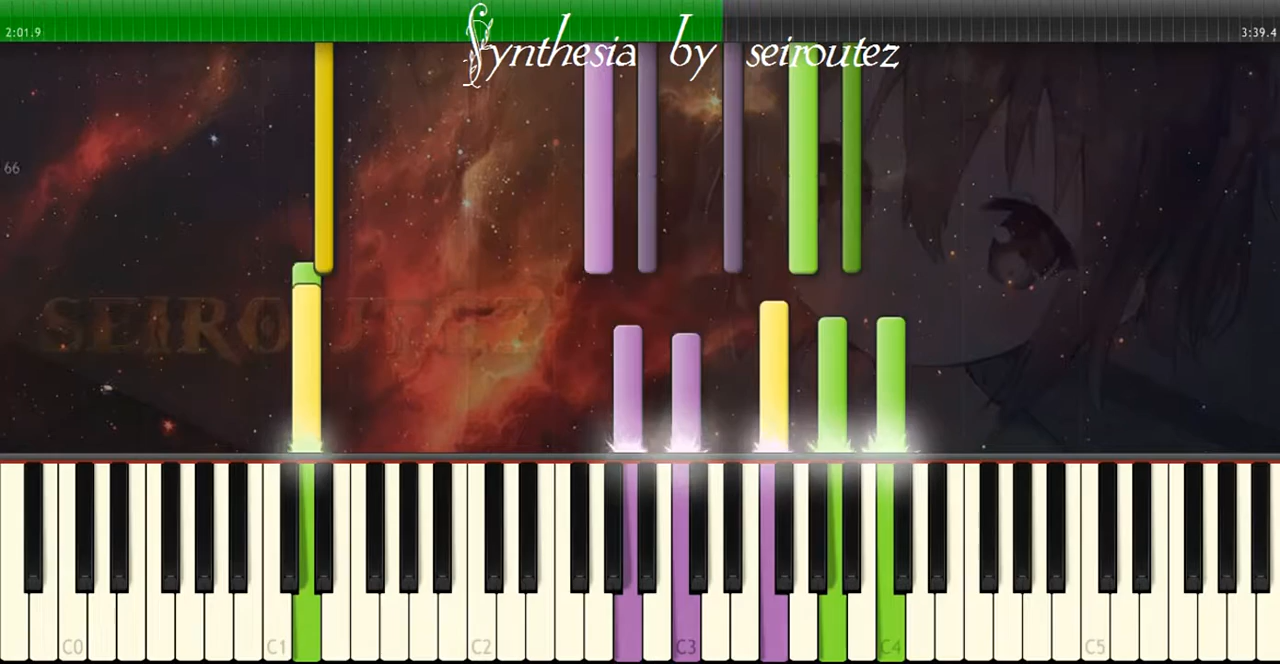 2:01.9
3:39.4
Synthesia by seiroutez
66
SEIROUTEZ
C0 C1 C2 C3 C4 C5